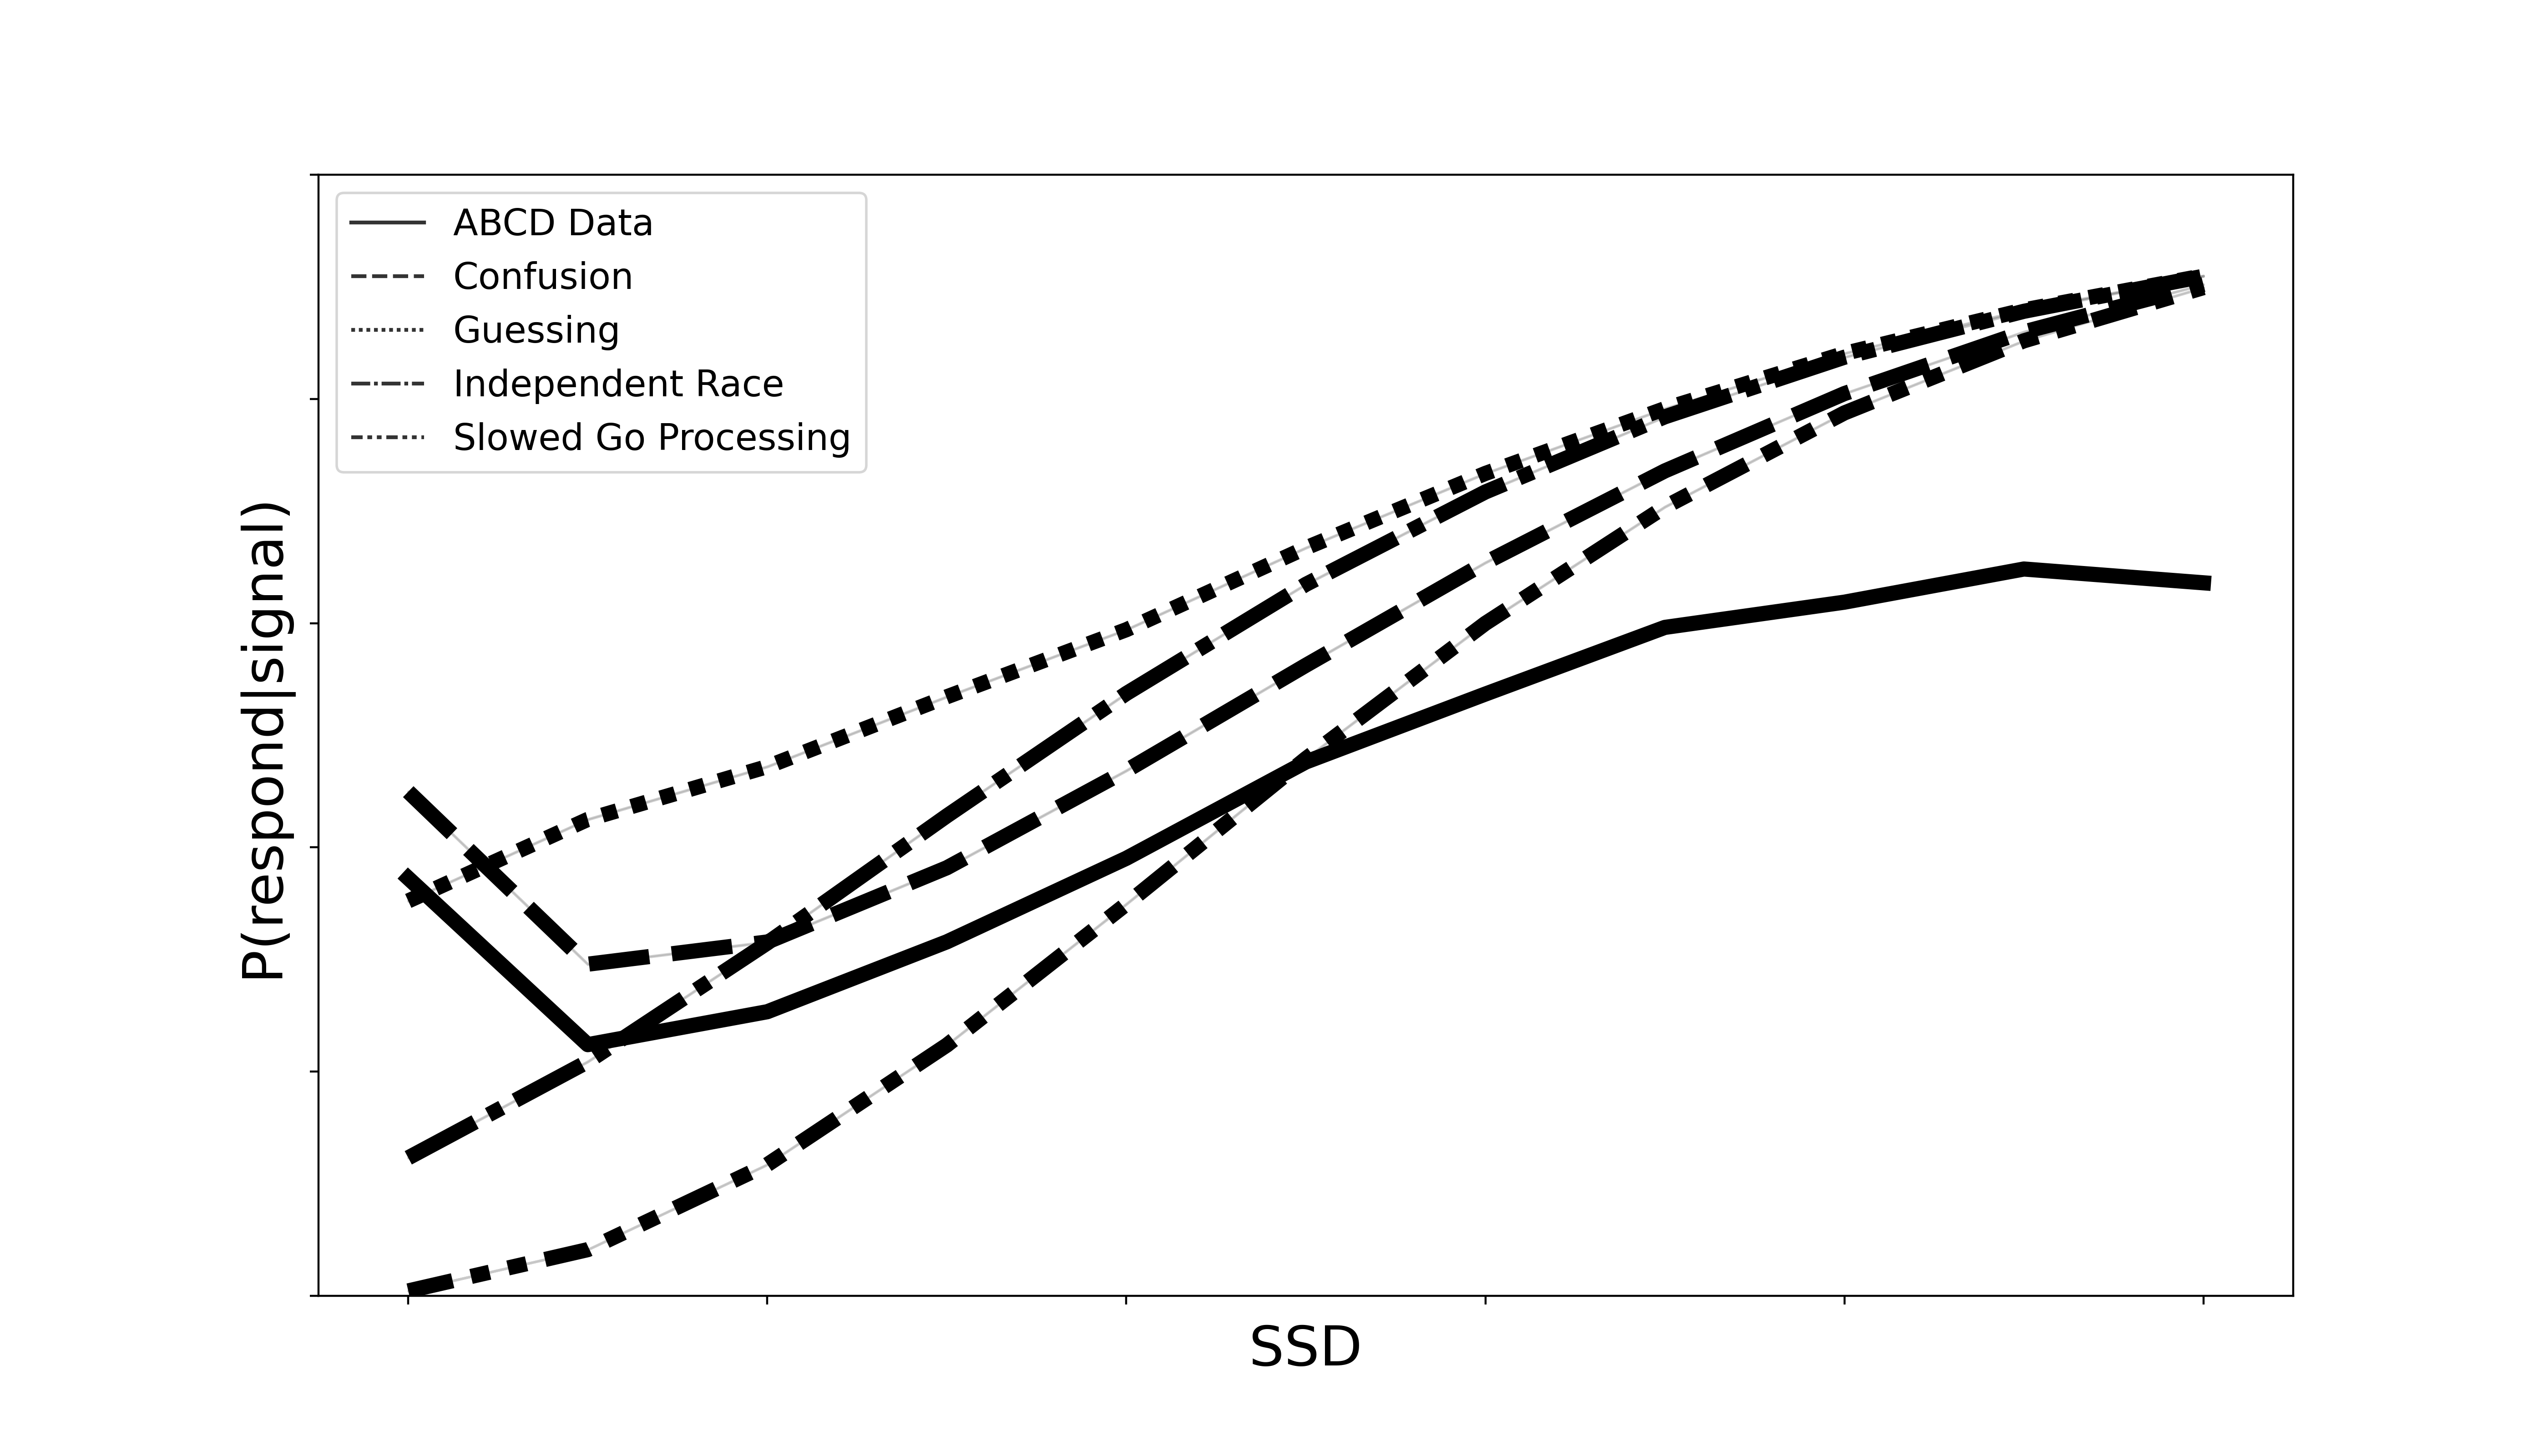 ABCD Data
Confusion
Guessing
Independent Race
Slowed Go Processing
P(respond|signal)
SSD